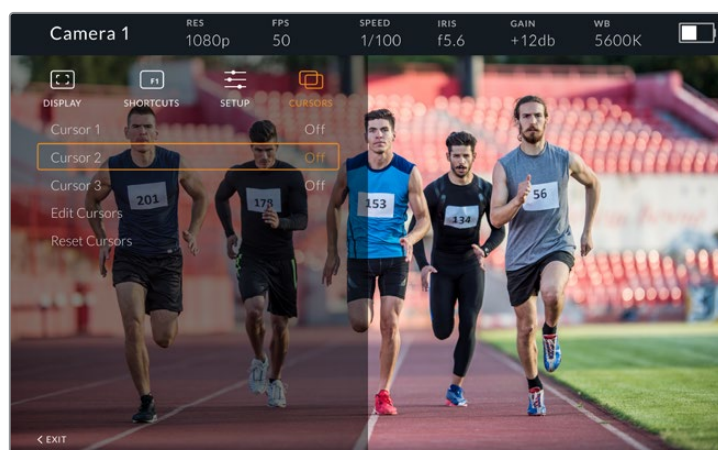 Camera 1
RES FPS SPEED IRIS GAIN WB
1080p 50 1/100 f5.6 +12db 5600K
F1
DISPLAY SHORTCUTS SETUP CURSORS
Cursor 1 Off
Cursor 2 Off
Cursor 3 Off
Edit Cursors
Reset Cursors
201
178
153
134
56
< EXIT